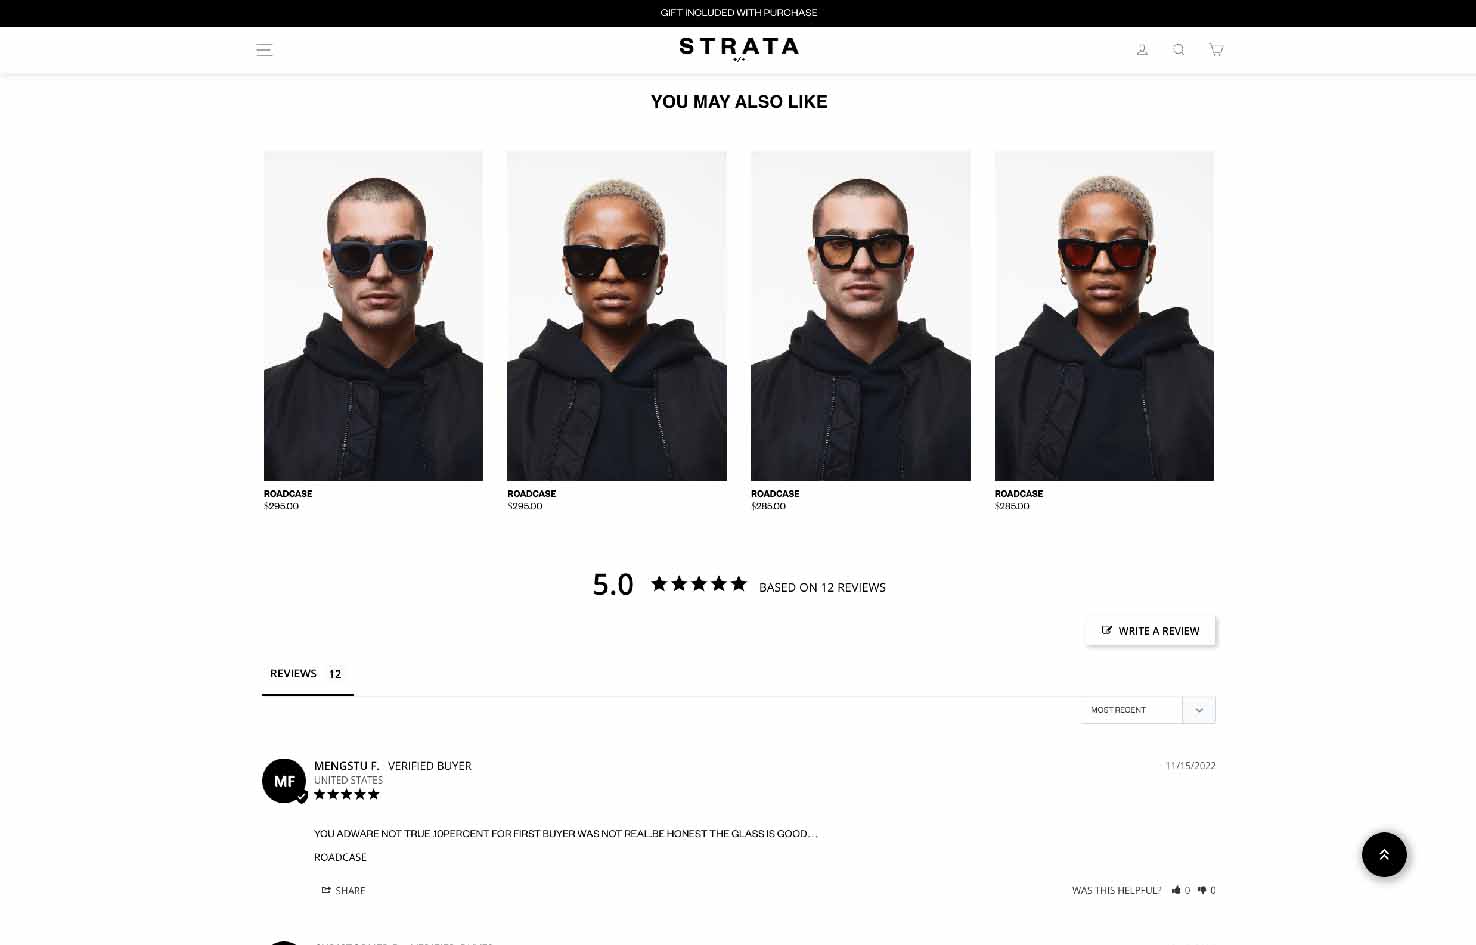 GIFT INCLUDED WITH PURCHASE
STRATA
+/+
YOU MAY ALSO LIKE
ROADCASE
$295.00
ROADCASE
$295.00
ROADCASE
$285.00
ROADCASE
$285.00
5.0 BASED ON 12 REVIEWS
WRITE A REVIEW
REVIEWS 12
MOST RECENT
MF MENGSTU F. VERIFIED BUYER 11/15/2022
UNITED STATES
YOU ADWARE NOT TRUE .10PERCENT FOR FIRST BUYER WAS NOT REAL.BE HONEST THE GLASS IS GOOD...
ROADCASE
SHARE WAS THIS HELPFUL? 0 0